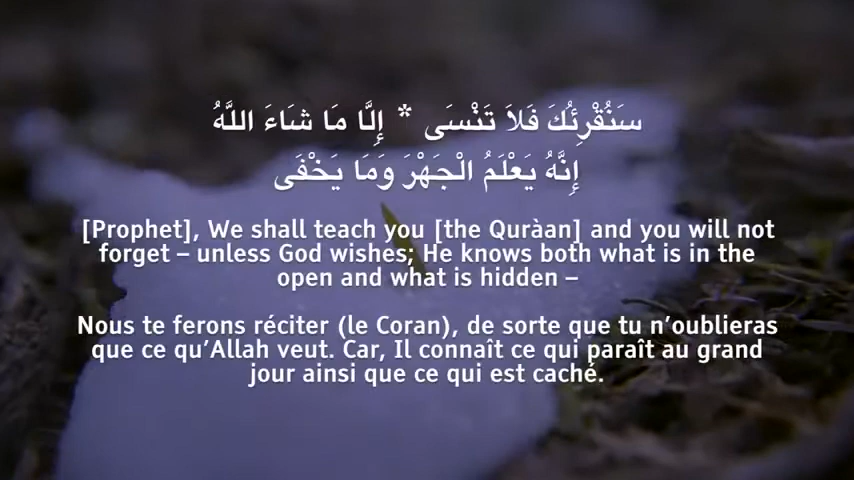 سَنُقْرِئُكَ فَلاَ تَنْسَى * إِلَّا مَا شَاءَ اللَّهُ
إِنَّهُ يَعْلَمُ الْجَهْرَ وَمَا يَخْفَى
[Prophet], We shall teach you [the Quràan] and you will not
forget – unless God wishes; He knows both what is in the
open and what is hidden –
Nous te ferons réciter (le Coran), de sorte que tu n’oublieras
que ce qu’Allah veut. Car, Il connaît ce qui paraît au grand
jour ainsi que ce qui est caché.